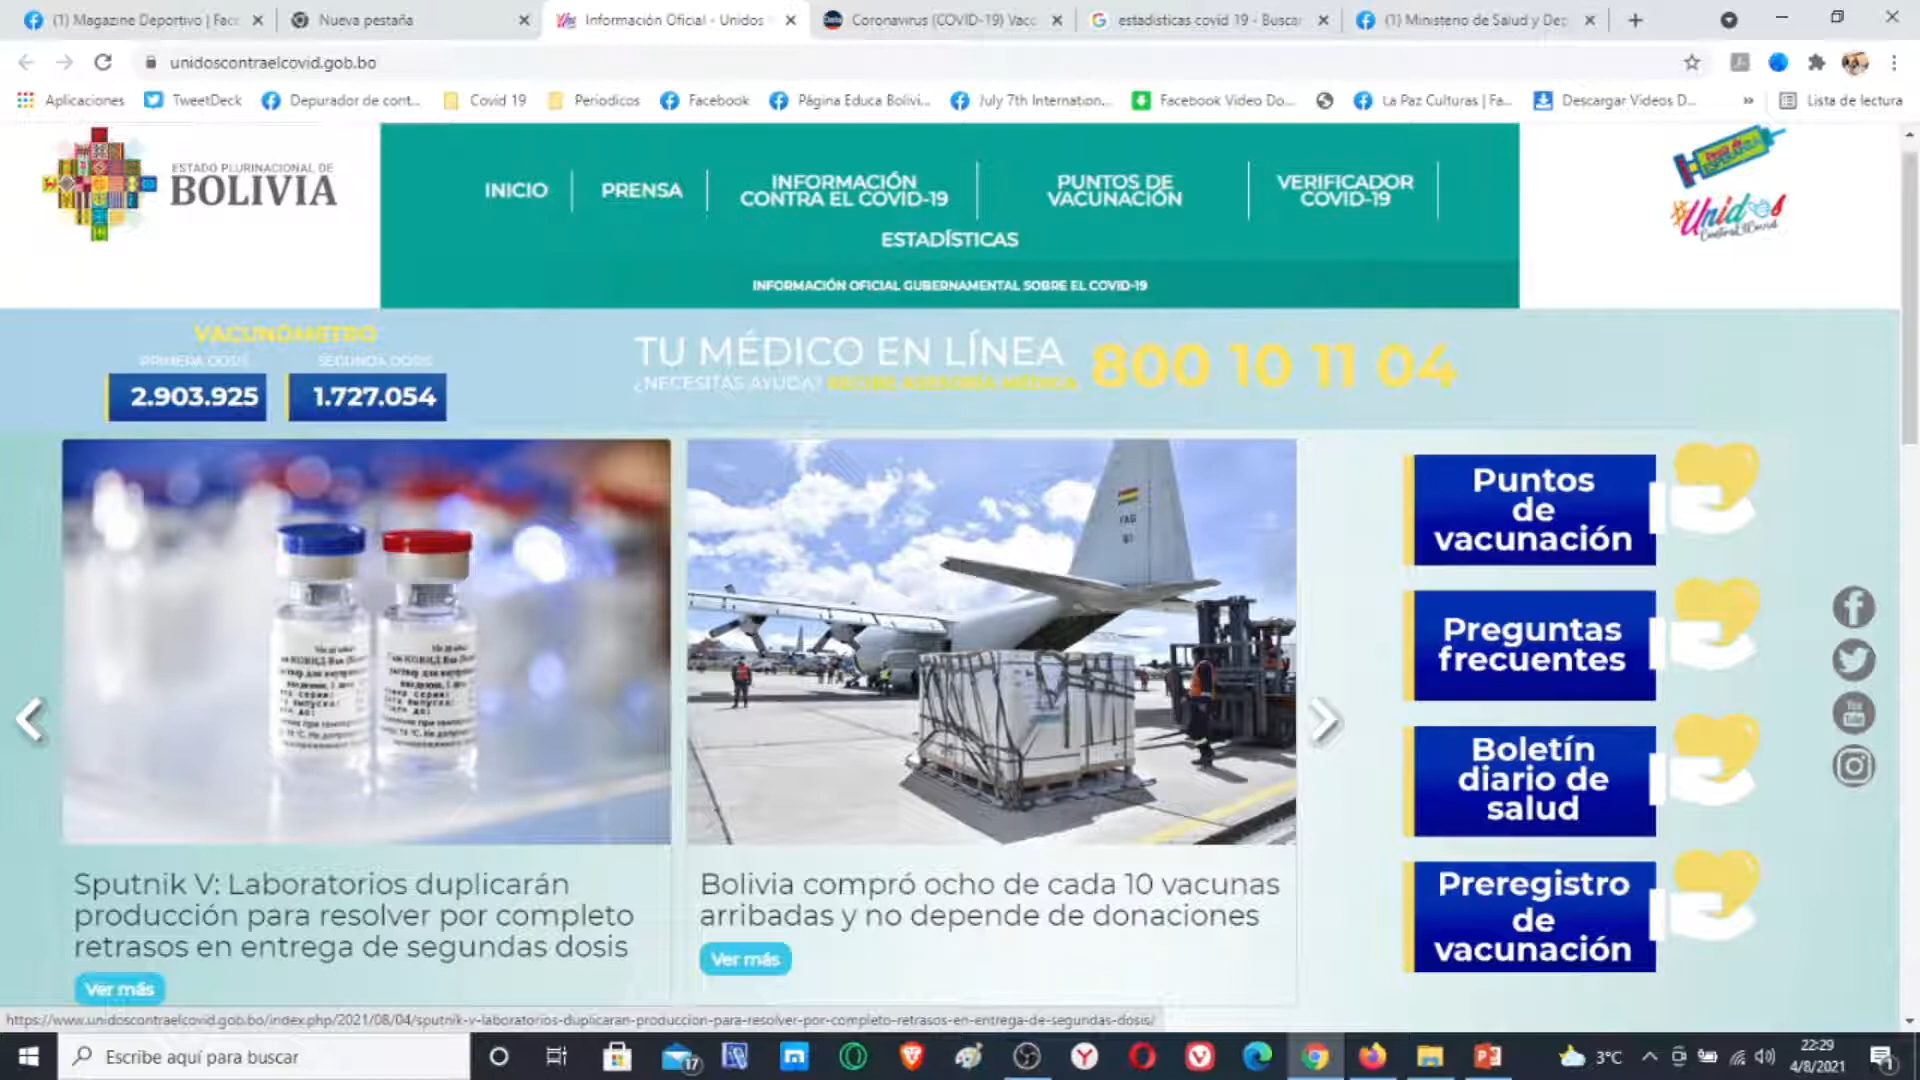 (1) Magazine Deportivo | Face
Nueva pestaña
Información Oficial - Unidos
Coronavirus (COVID-19) Vacc
estadisticas covid 19 - Buscar
(1) Ministerio de Salud y Dep
unidoscontraelcovid.gob.bo
Aplicaciones
TweetDeck
Depurador de cont...
Covid 19
Periodicos
Facebook
Página Educa Bolivi...
July 7th Internation...
Facebook Video Do...
La Paz Culturas | Fa...
Descargar Videos D...
»
Lista de lectura
ESTADO PLURINACIONAL DE
BOLIVIA
INICIO
PRENSA
INFORMACIÓN
CONTRA EL COVID-19
PUNTOS DE
VACUNACIÓN
VERIFICADOR
COVID-19
ESTADÍSTICAS
INFORMACIÓN OFICIAL GUBERNAMENTAL SOBRE EL COVID-19
ESPERANZA
Unidos
ContraElCovid
VACUNÓMETRO
PRIMERA DOSIS
SEGUNDA DOSIS
2.903.925
1.727.054
TU MÉDICO EN LÍNEA
¿NECESITAS AYUDA? RECIBE ASESORÍA MÉDICA
800 10 11 04
FAB
Puntos
de
vacunación
Preguntas
frecuentes
Boletín
diario de
salud
Preregistro
de
vacunación
You
Tube
Sputnik V: Laboratorios duplicarán
producción para resolver por completo
retrasos en entrega de segundas dosis
Ver más
Bolivia compró ocho de cada 10 vacunas
arribadas y no depende de donaciones
Ver más
https://www.unidoscontraelcovid.gob.bo/index.php/2021/08/04/sputnik-v-laboratorios-duplicaran-produccion-para-resolver-por-completo-retrasos-en-entrega-de-segundas-dosis/
Escribe aquí para buscar
17
3°C
22:29
4/8/2021
1